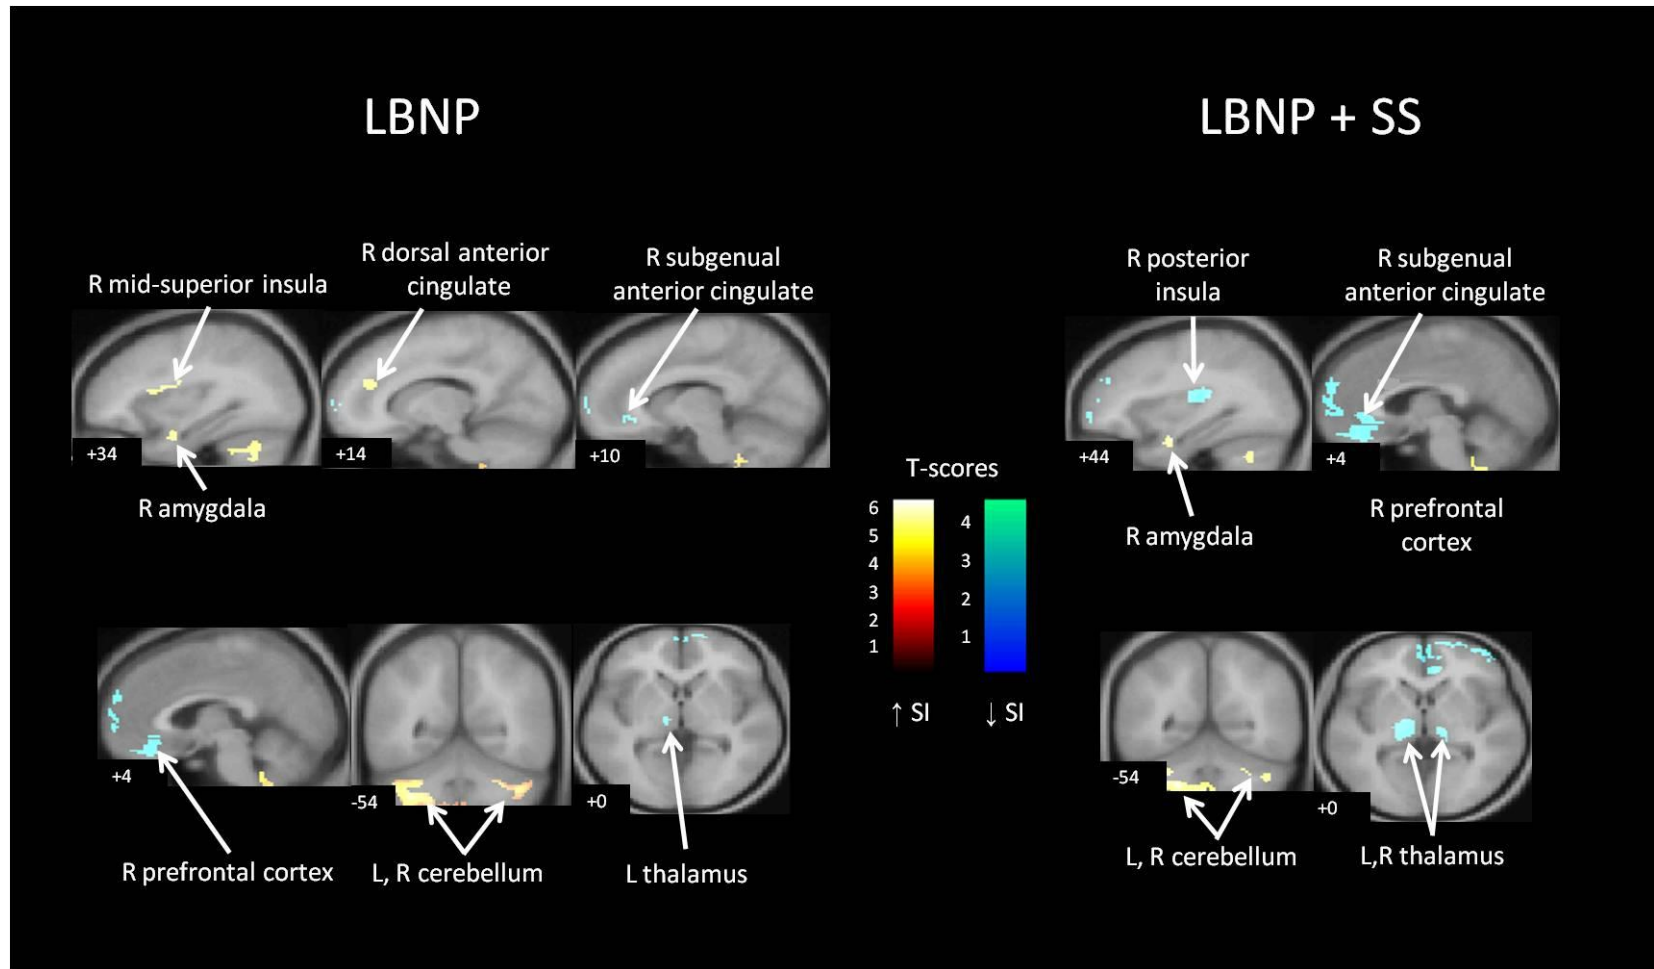 LBNP
LBNP + SS
R mid-superior insula
R dorsal anterior
cingulate
R subgenual
anterior cingulate
+34
+14
+10
R amygdala
R posterior
insula
R subgenual
anterior cingulate
+44
+4
R amygdala
R prefrontal
cortex
T-scores
6
5
4
3
2
1
4
3
2
1
↑ SI
↓ SI
+4
-54
+0
R prefrontal cortex
L, R cerebellum
L thalamus
-54
+0
L, R cerebellum
L,R thalamus